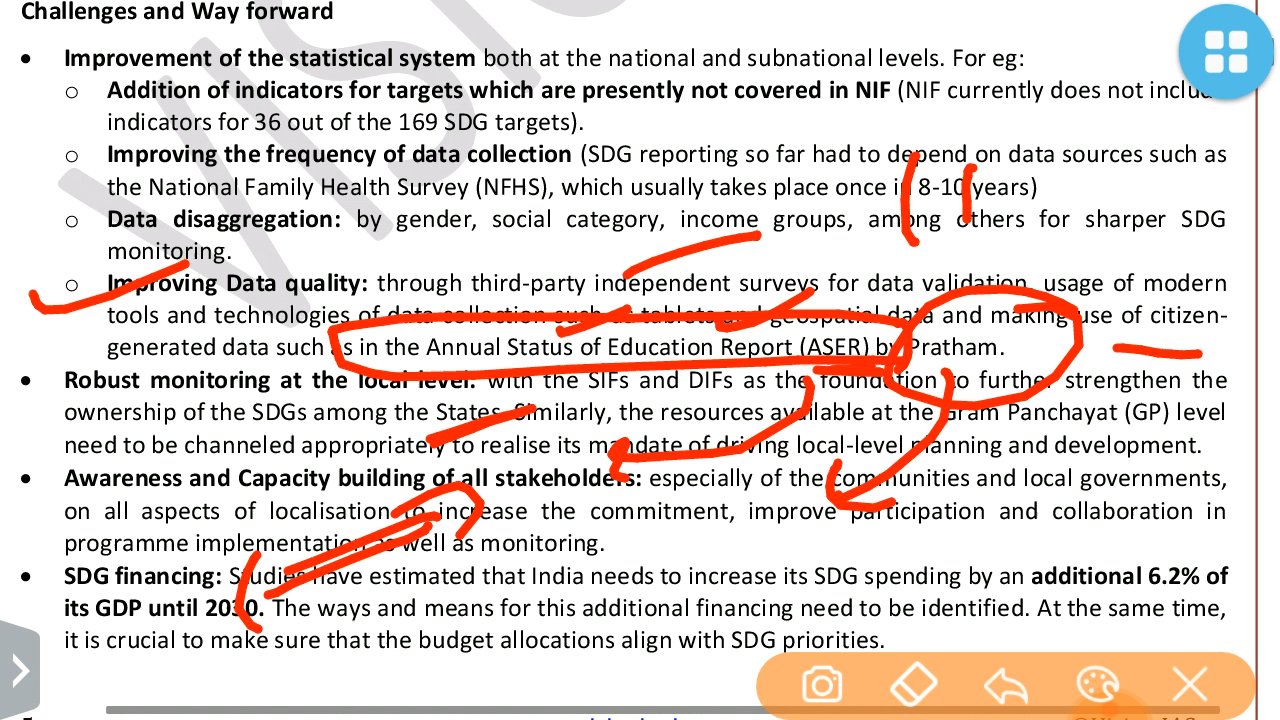 Challenges and Way forward
• Improvement of the statistical system both at the national and subnational levels. For eg:
o Addition of indicators for targets which are presently not covered in NIF (NIF currently does not
indicators for 36 out of the 169 SDG targets).
o Improving the frequency of data collection (SDG reporting so far had to depend on data sources such as
the National Family Health Survey (NFHS), which usually takes place once in 8-10 years)
o Data disaggregation: by gender, social category, income groups, among others for sharper SDG
monitoring.
o Improving Data quality: through third-party independent surveys for data validation, usage of modern
tools and technologies of data collection such as tablets and geospatial data and making use of citizen-
generated data such as in the Annual Status of Education Report (ASER) by Pratham.
• Robust monitoring at the local level: with the SIFs and DIFs as the foundation to further strengthen the
ownership of the SDGs among the States. Similarly, the resources available at the Gram Panchayat (GP) level
need to be channeled appropriately to realise its mandate of driving local-level planning and development.
• Awareness and Capacity building of all stakeholders: especially of the communities and local governments,
on all aspects of localisation to increase the commitment, improve participation and collaboration in
programme implementation as well as monitoring.
• SDG financing: Studies have estimated that India needs to increase its SDG spending by an additional 6.2% of
its GDP until 2030. The ways and means for this additional financing need to be identified. At the same time,
it is crucial to make sure that the budget allocations align with SDG priorities.